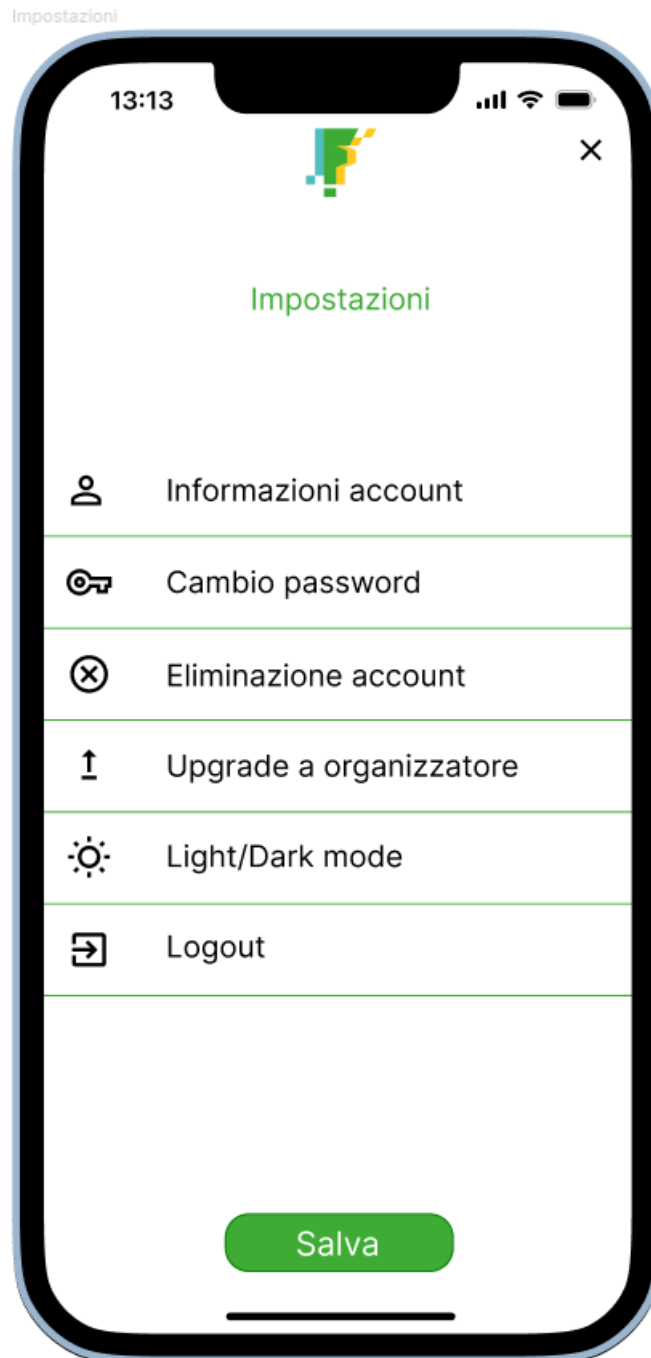 Impostazioni
13:13
Impostazioni
Informazioni account
Cambio password
Eliminazione account
Upgrade a organizzatore
Light/Dark mode
Logout
Salva